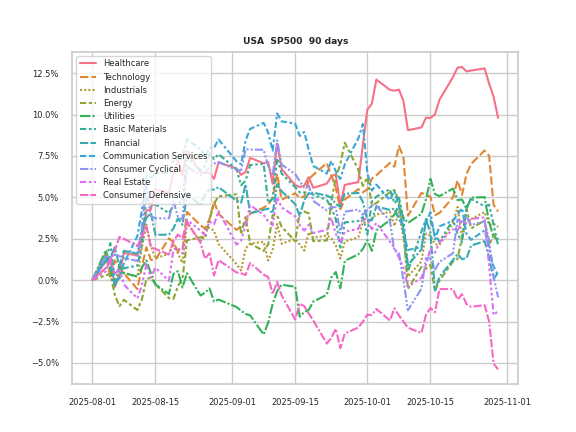 USA  SP500  90 days
Healthcare
Technology
Industrials
Energy
Utilities
Basic Materials
Financial
Communication Services
Consumer Cyclical
Real Estate
Consumer Defensive
12.5%
10.0%
7.5%
5.0%
2.5%
0.0%
−2.5%
−5.0%
2025-08-01
2025-08-15
2025-09-01
2025-09-15
2025-10-01
2025-10-15
2025-11-01